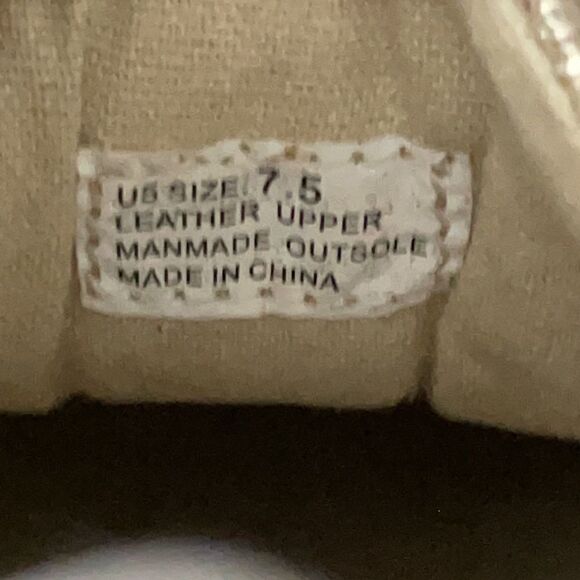 US SIZE: 7.5
LEATHER UPPER
MANMADE OUTSOLE
MADE IN CHINA